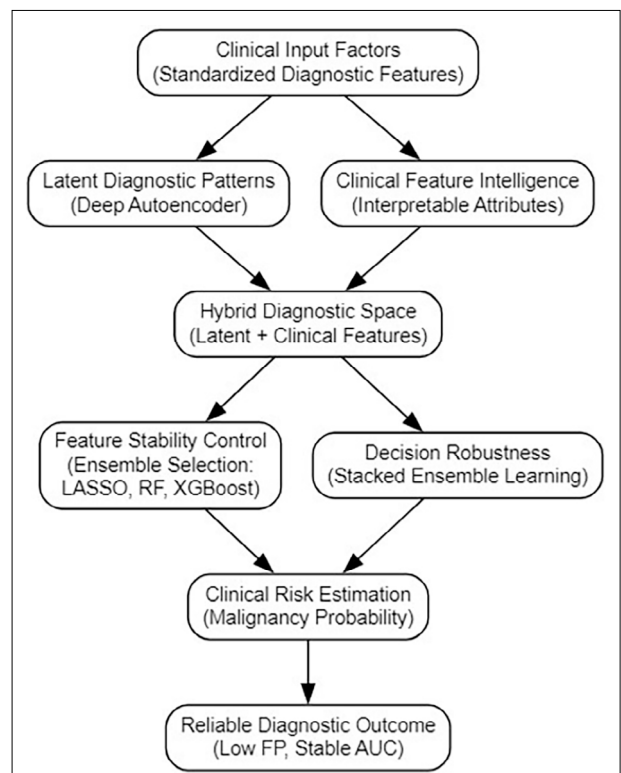 Clinical Input Factors
(Standardized Diagnostic Features)
Latent Diagnostic Patterns
(Deep Autoencoder)
Clinical Feature Intelligence
(Interpretable Attributes)
Hybrid Diagnostic Space
(Latent + Clinical Features)
Feature Stability Control
(Ensemble Selection:
LASSO, RF, XGBoost)
Decision Robustness
(Stacked Ensemble Learning)
Clinical Risk Estimation
(Malignancy Probability)
Reliable Diagnostic Outcome
(Low FP, Stable AUC)